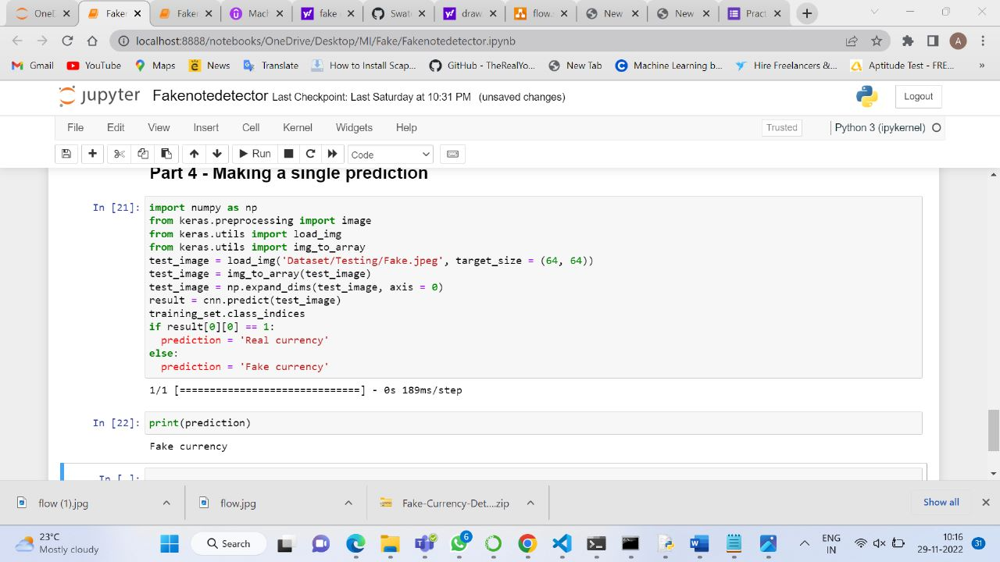 OneD
Faker
Faker
Mach
fake c
Swat
draw.
flow.
New
New
Pract
localhost:8888/notebooks/OneDrive/Desktop/Ml/Fake/Fakenotedetector.ipynb
A
Gmail YouTube Maps News Translate How to Install Scap... GitHub - TheRealYo... New Tab Machine Learning b... Hire Freelancers &... Aptitude Test - FRE... »
jupyter Fakenotedetector Last Checkpoint: Last Saturday at 10:31 PM (unsaved changes) Logout
File Edit View Insert Cell Kernel Widgets Help Trusted Python 3 (ipykernel)
Run Code
Part 4 - Making a single prediction
In [21]: import numpy as np
from keras.preprocessing import image
from keras.utils import load_img
from keras.utils import img_to_array
test_image = load_img('Dataset/Testing/Fake.jpeg', target_size = (64, 64))
test_image = img_to_array(test_image)
test_image = np.expand_dims(test_image, axis = 0)
result = cnn.predict(test_image)
training_set.class_indices
if result[0][0] == 1:
  prediction = 'Real currency'
else:
  prediction = 'Fake currency'
1/1 [==============================] - 0s 189ms/step
In [22]: print(prediction)
Fake currency
In [ ]:
flow (1).jpg flow.jpg Fake-Currency-Det....zip Show all
23°C
Mostly cloudy
Search
6
ENG
IN
10:16
29-11-2022
31